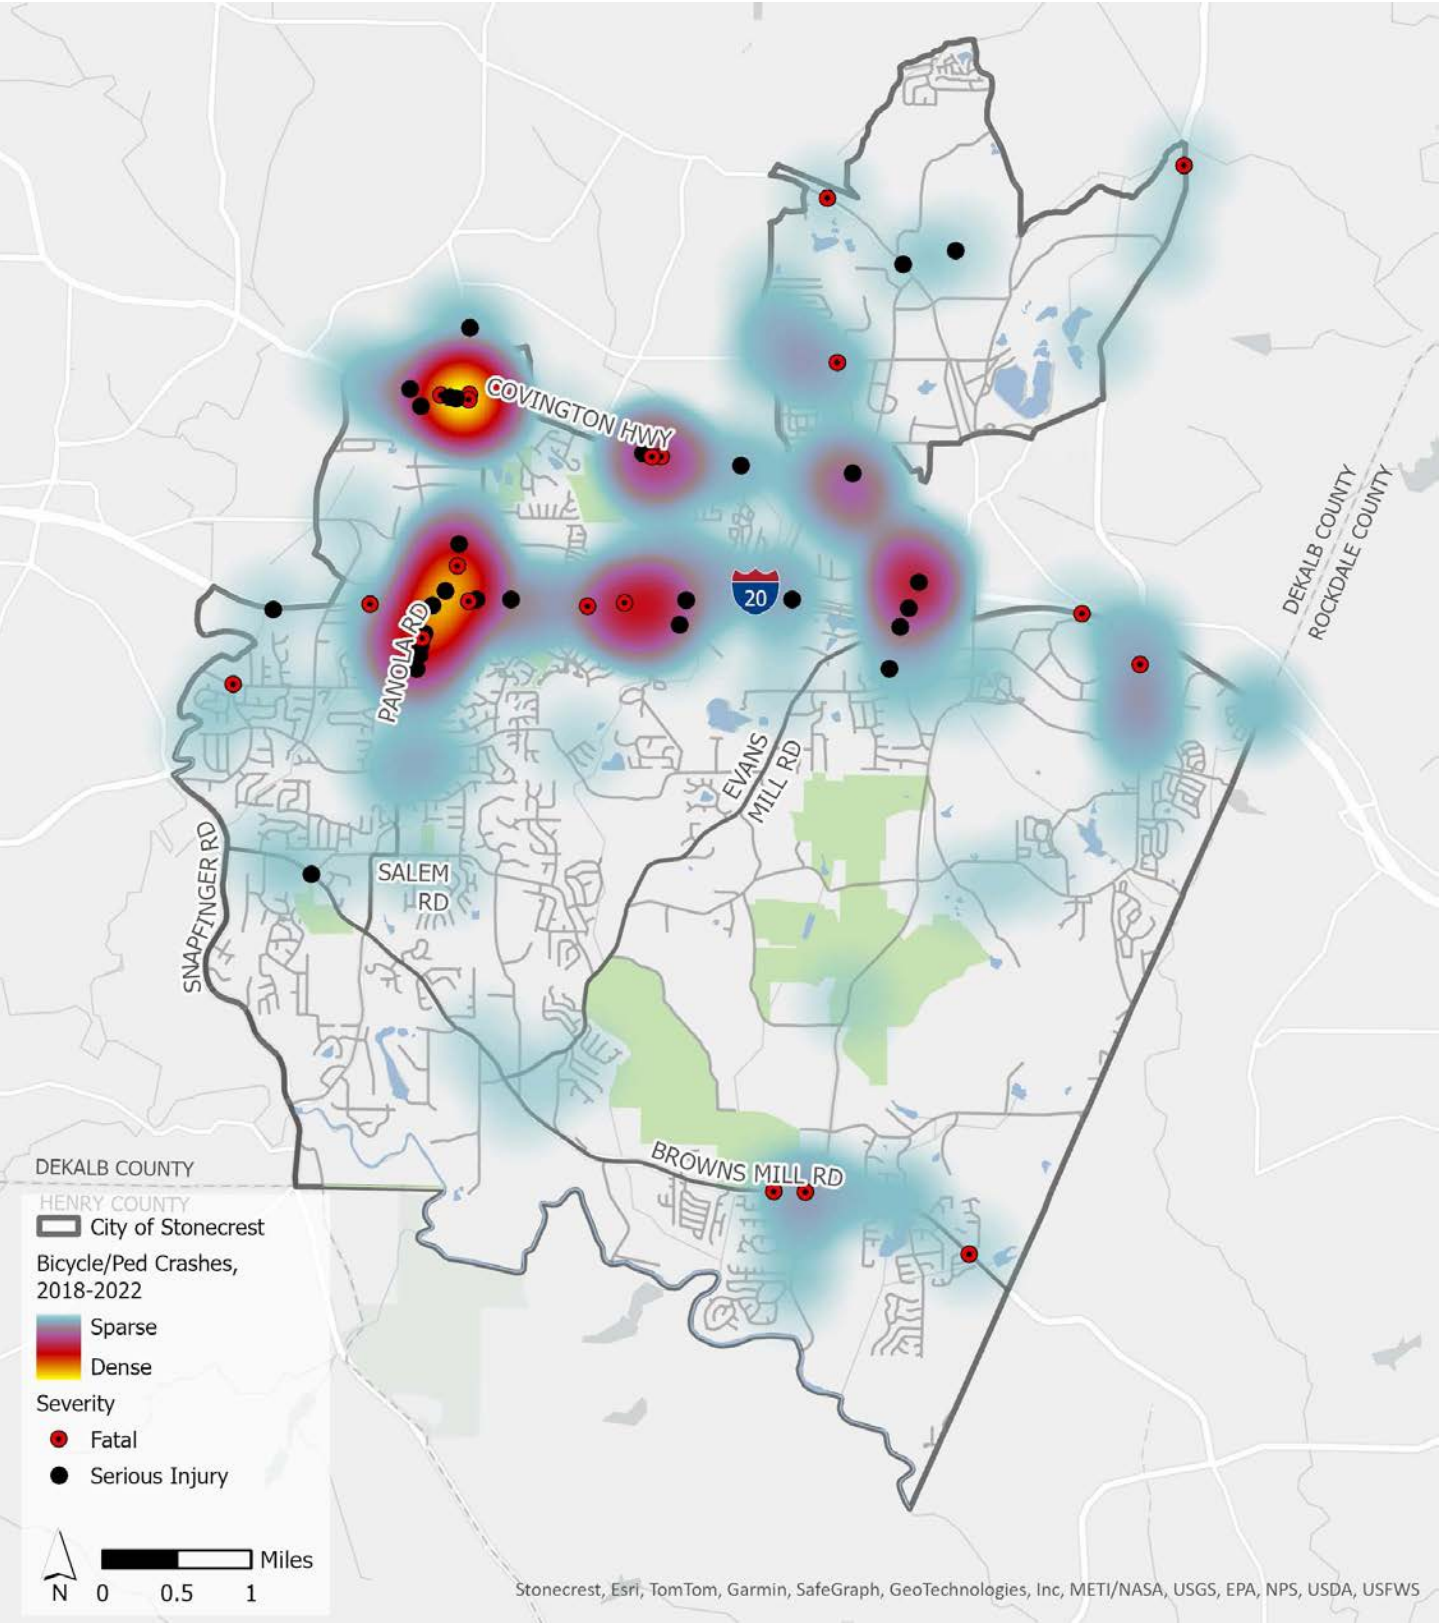 COVINGTON HWY
20
PANOLA RD
DEKALB COUNTY
ROCKDALE COUNTY
EVANS
MILL RD
SNAPFINGER RD
SALEM
RD
BROWNS MILL RD
DEKALB COUNTY
HENRY COUNTY
City of Stonecrest
Bicycle/Ped Crashes,
2018-2022
Sparse
Dense
Severity
Fatal
Serious Injury
N
Miles
0 0.5 1
Stonecrest, Esri, TomTom, Garmin, SafeGraph, GeoTechnologies, Inc, METI/NASA, USGS, EPA, NPS, USDA, USFWS